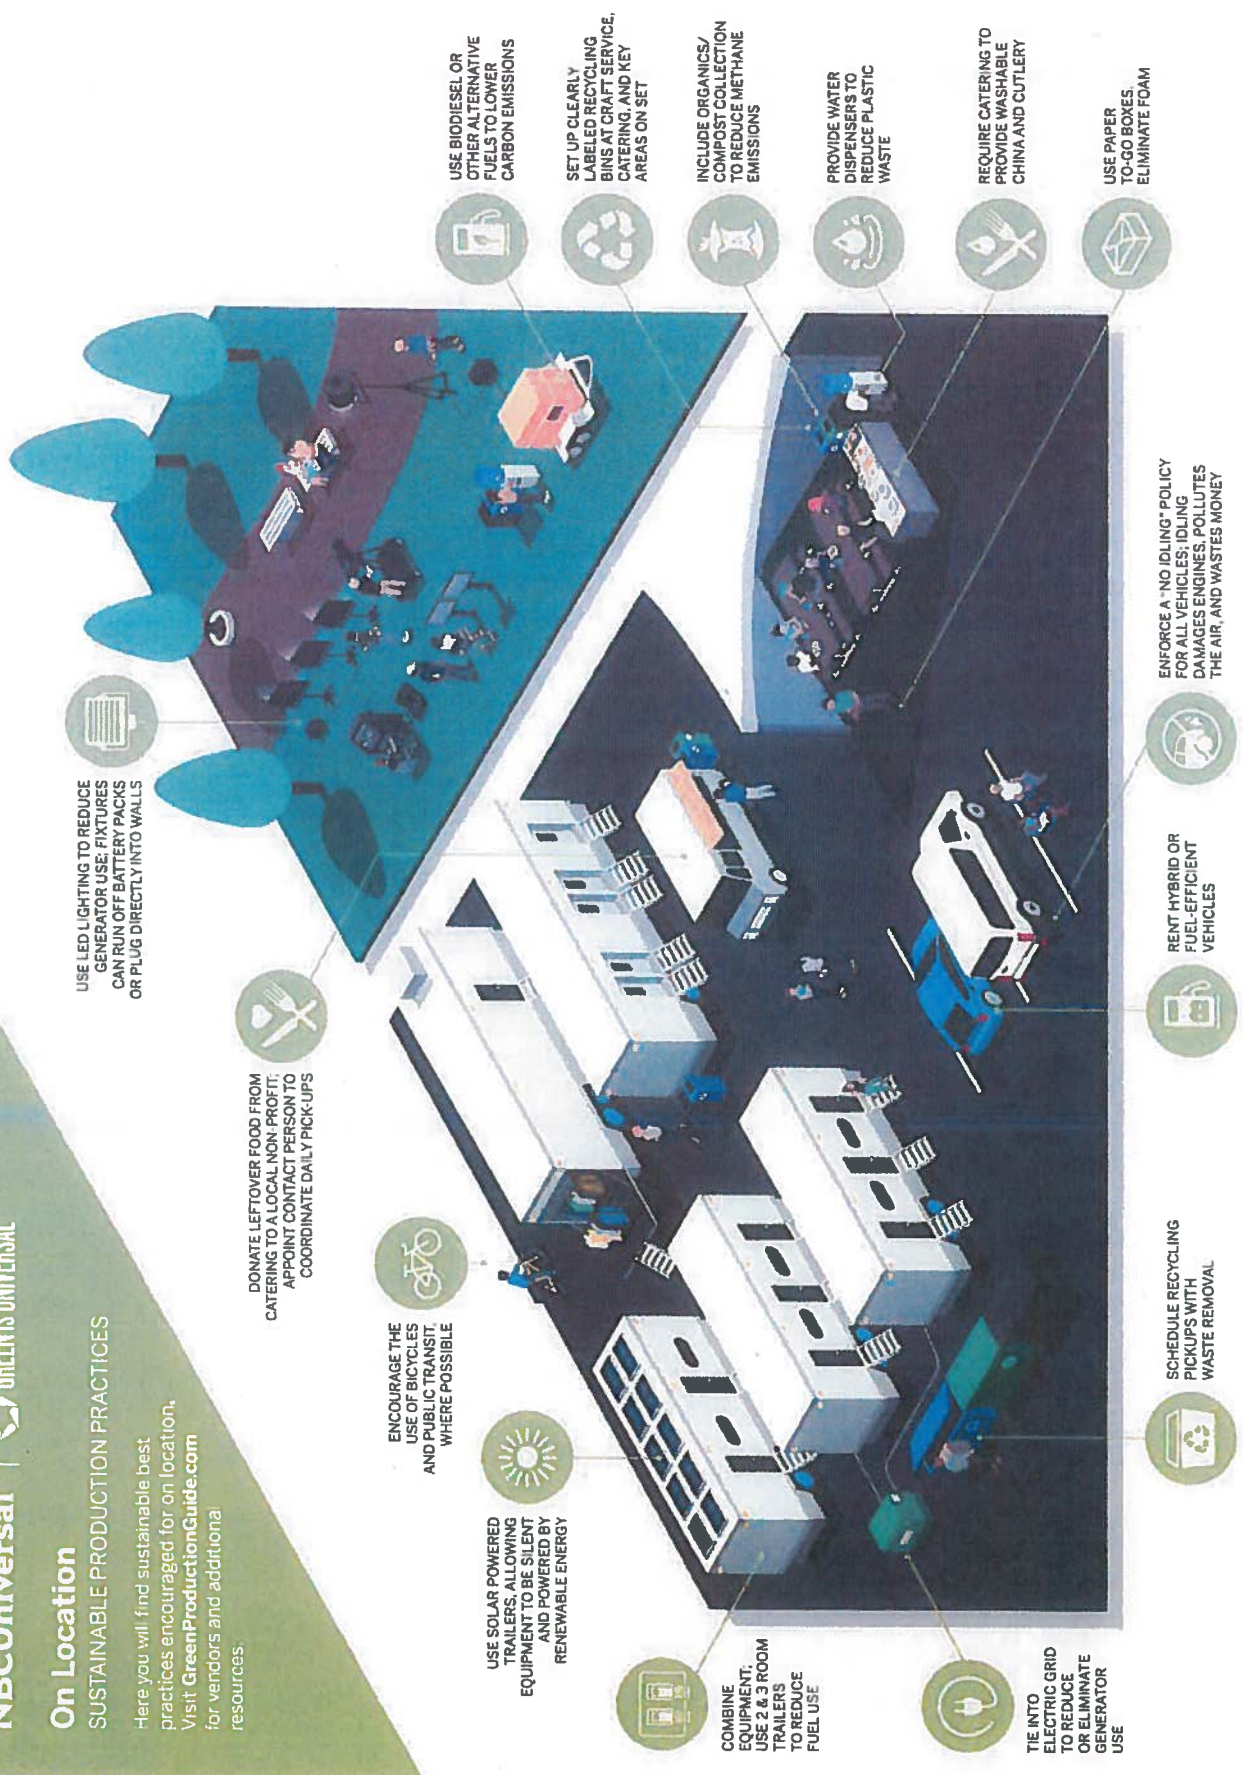 NBCUniversal | GREEN IS UNIVERSAL
On Location
SUSTAINABLE PRODUCTION PRACTICES
Here you will find sustainable best
practices encouraged for on location.
Visit GreenProductionGuide.com
for vendors and additional
resources.
USE LED LIGHTING TO REDUCE
GENERATOR USE; FIXTURES
CAN RUN OFF BATTERY PACKS
OR PLUG DIRECTLY INTO WALLS
DONATE LEFTOVER FOOD FROM
CATERING TO A LOCAL NON-PROFIT;
APPOINT CONTACT PERSON TO
COORDINATE DAILY PICK-UPS
ENCOURAGE THE
USE OF BICYCLES
AND PUBLIC TRANSIT,
WHERE POSSIBLE
USE SOLAR POWERED
TRAILERS, ALLOWING
EQUIPMENT TO BE SILENT
AND POWERED BY
RENEWABLE ENERGY
COMBINE
EQUIPMENT;
USE 2 & 3 ROOM
TRAILERS
TO REDUCE
FUEL USE
TIE INTO
ELECTRIC GRID
TO REDUCE
OR ELIMINATE
GENERATOR
USE
SCHEDULE RECYCLING
PICKUPS WITH
WASTE REMOVAL
RENT HYBRID OR
FUEL-EFFICIENT
VEHICLES
ENFORCE A "NO IDLING" POLICY
FOR ALL VEHICLES; IDLING
DAMAGES ENGINES, POLLUTES
THE AIR, AND WASTES MONEY
USE BIODIESEL OR
OTHER ALTERNATIVE
FUELS TO LOWER
CARBON EMISSIONS
SET UP CLEARLY
LABELED RECYCLING
BINS AT CRAFT SERVICE,
CATERING, AND KEY
AREAS ON SET
INCLUDE ORGANICS/
COMPOST COLLECTION
TO REDUCE METHANE
EMISSIONS
PROVIDE WATER
DISPENSERS TO
REDUCE PLASTIC
WASTE
REQUIRE CATERING TO
PROVIDE WASHABLE
CHINA AND CUTLERY
USE PAPER
TO-GO BOXES.
ELIMINATE FOAM